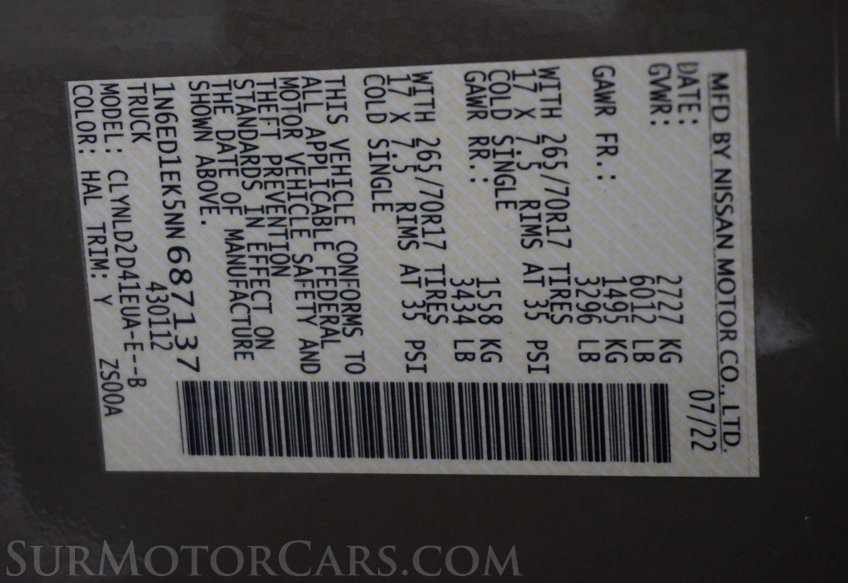 MFD BY NISSAN MOTOR CO., LTD.
DATE: 07/22
GVWR: 2727 KG
6012 LB
GAWR FR.: 1495 KG
3296 LB
WITH 265/70R17 TIRES
17 X 7.5 RIMS AT 35 PSI
COLD SINGLE
GAWR RR.: 1558 KG
3434 LB
WITH 265/70R17 TIRES
17 X 7.5 RIMS AT 35 PSI
COLD SINGLE
THIS VEHICLE CONFORMS TO
ALL APPLICABLE FEDERAL
MOTOR VEHICLE SAFETY AND
THEFT PREVENTION
STANDARDS IN EFFECT ON
THE DATE OF MANUFACTURE
SHOWN ABOVE.
1N6ED1EK5NN687137
TRUCK 430112
MODEL: CLYNLD2D41EUA-E--B
COLOR: HAL TRIM: Y ZS00A
SURMOTORCARS.COM